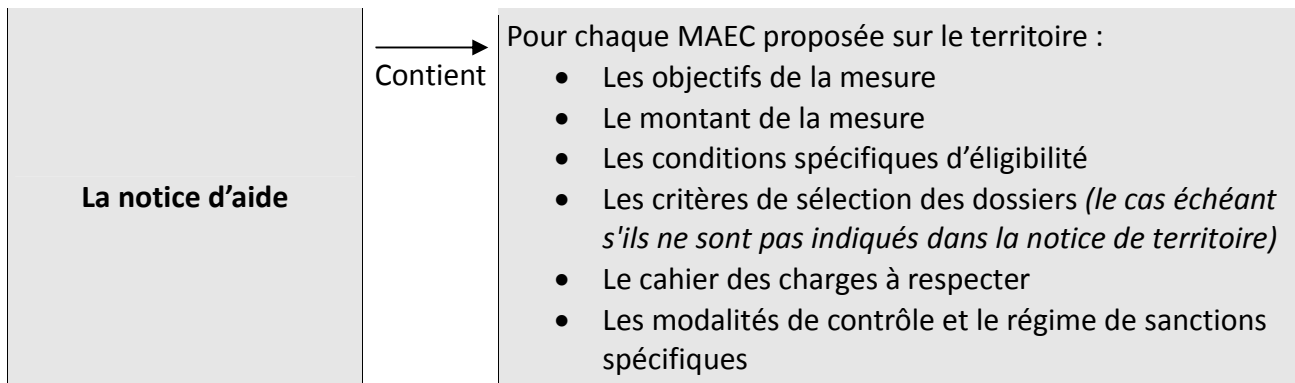 La notice d'aide
Contient
Pour chaque MAEC proposée sur le territoire :
• Les objectifs de la mesure
• Le montant de la mesure
• Les conditions spécifiques d'éligibilité
• Les critères de sélection des dossiers (le cas échéant
s'ils ne sont pas indiqués dans la notice de territoire)
• Le cahier des charges à respecter
• Les modalités de contrôle et le régime de sanctions
spécifiques